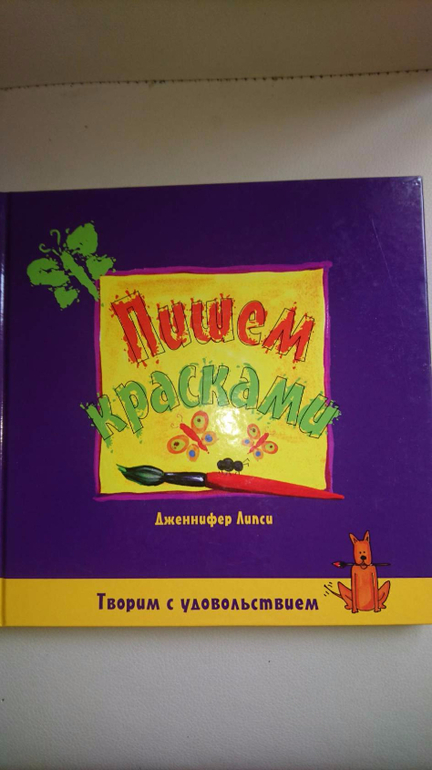 Пишем
красками
Дженнифер Липси
Творим с удовольствием